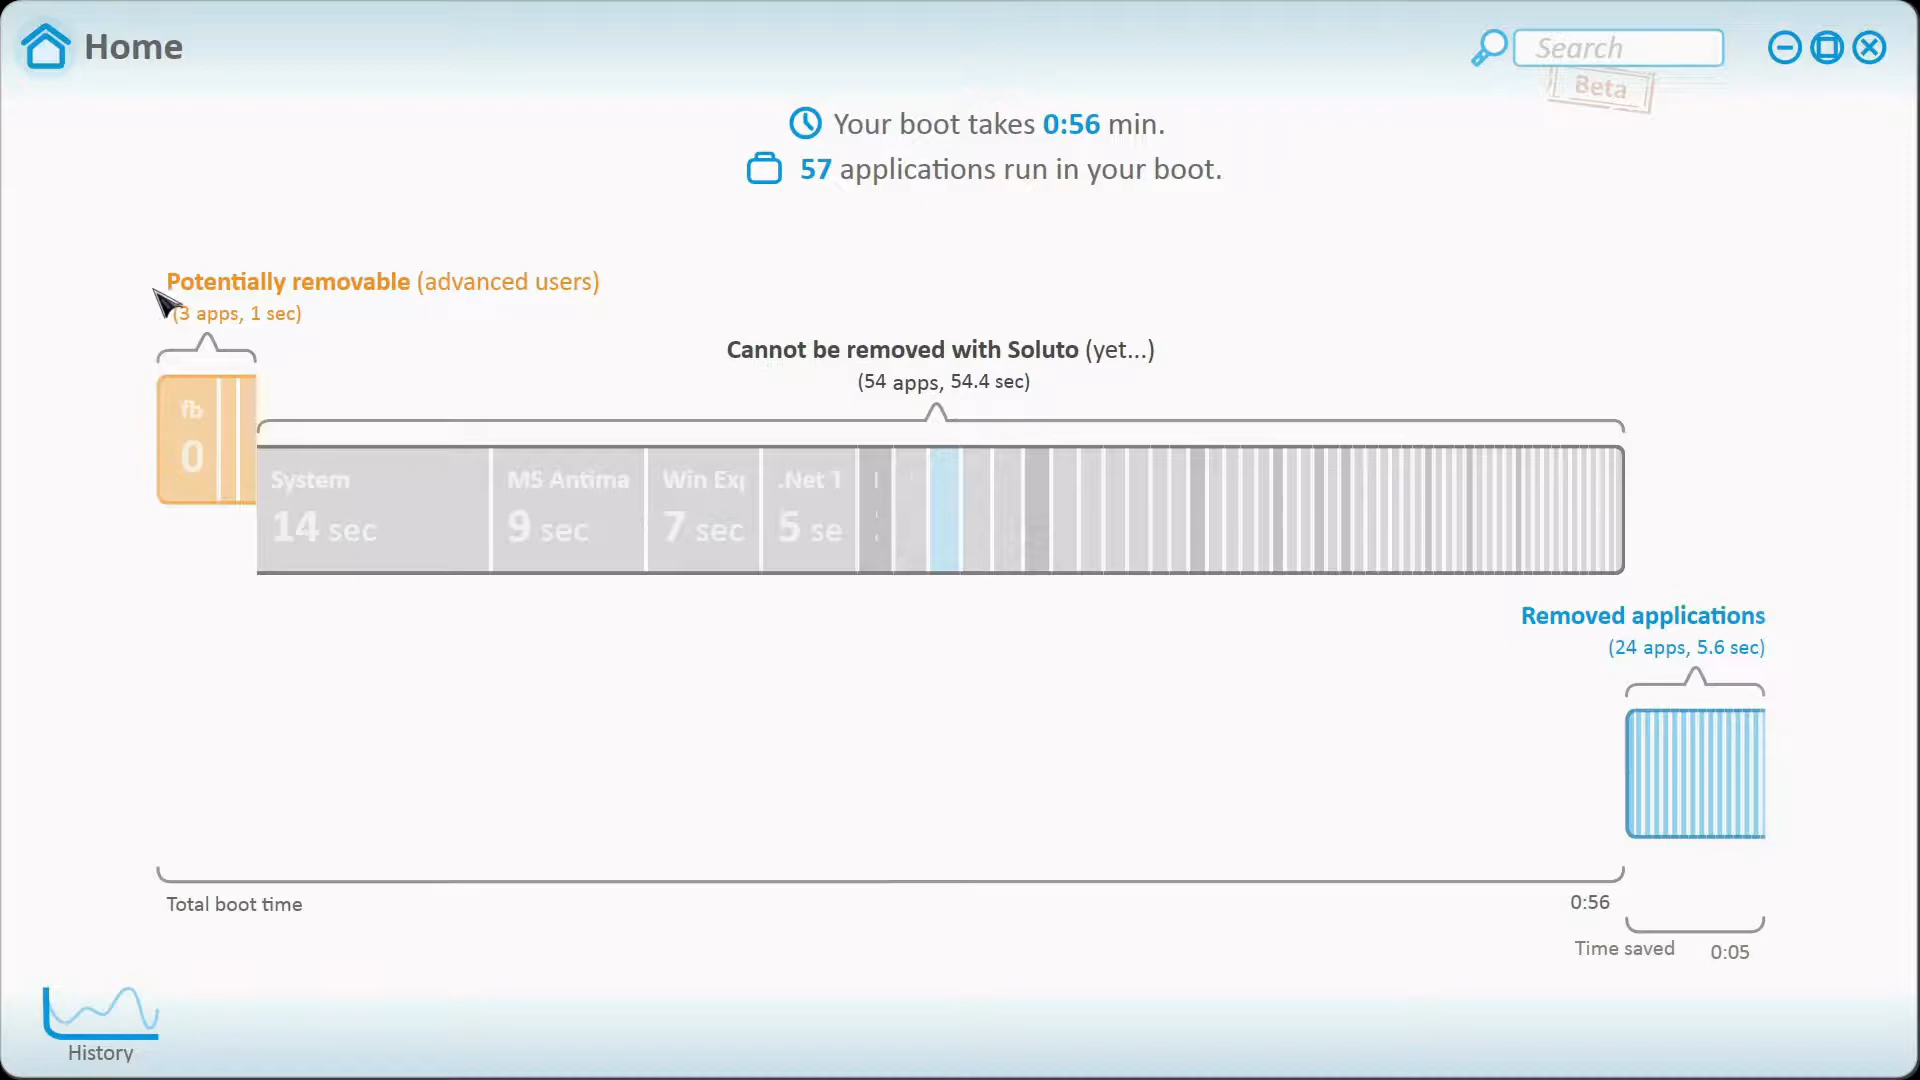 Home
Search
Beta
Your boot takes 0:56 min.
57 applications run in your boot.
Potentially removable (advanced users)
(3 apps, 1 sec)
Cannot be removed with Soluto (yet...)
(54 apps, 54.4 sec)
fb
0
System
14 sec
MS Antima
9 sec
Win Exp
7 sec
.Net T
5 se
Removed applications
(24 apps, 5.6 sec)
Total boot time
0:56
Time saved
0:05
History